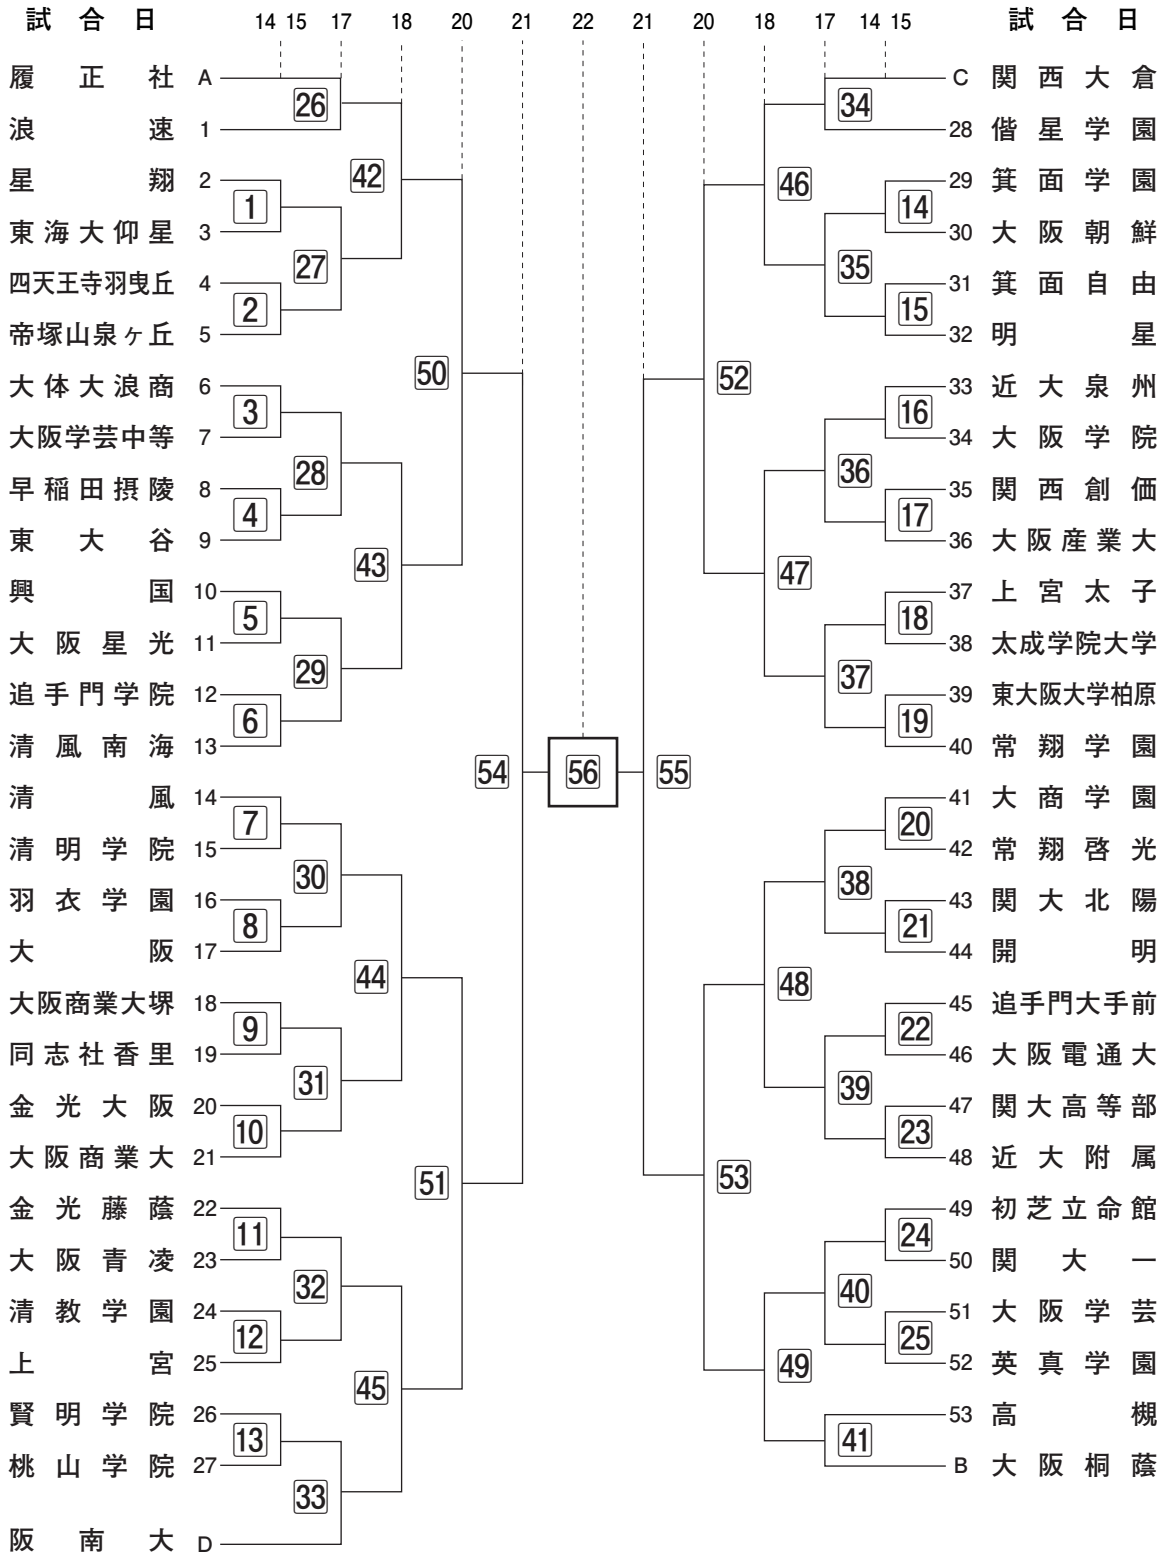 試合日 14 15 17 18 20 21 22 21 20 18 17 14 15 試合日
履正社 A
浪速 1
星翔 2
東海大仰星 3
四天王寺羽曳丘 4
帝塚山泉ヶ丘 5
大体大浪商 6
大阪学芸中等 7
早稲田摂陵 8
東大谷 9
興国 10
大阪星光 11
追手門学院 12
清風南海 13
清風 14
清明学院 15
羽衣学園 16
大阪 17
大阪商業大堺 18
同志社香里 19
金光大阪 20
大阪商業大 21
金光藤蔭 22
大阪青凌 23
清教学園 24
上宮 25
賢明学院 26
桃山学院 27
阪南大 D
26
1
27
2
3
28
4
5
29
6
7
30
8
9
31
10
11
32
12
13
33
42
43
44
45
50
51
54
56
55
52
53
46
47
48
49
34
14
35
15
16
36
17
18
37
19
20
38
21
22
39
23
24
40
25
41
C 関西大倉
28 偕星学園
29 箕面学園
30 大阪朝鮮
31 箕面自由
32 明星
33 近大泉州
34 大阪学院
35 関西創価
36 大阪産業大
37 上宮太子
38 太成学院大学
39 東大阪大学柏原
40 常翔学園
41 大商学園
42 常翔啓光
43 関大北陽
44 開明
45 追手門大手前
46 大阪電通大
47 関大高等部
48 近大附属
49 初芝立命館
50 関大一
51 大阪学芸
52 英真学園
53 高槻
B 大阪桐蔭